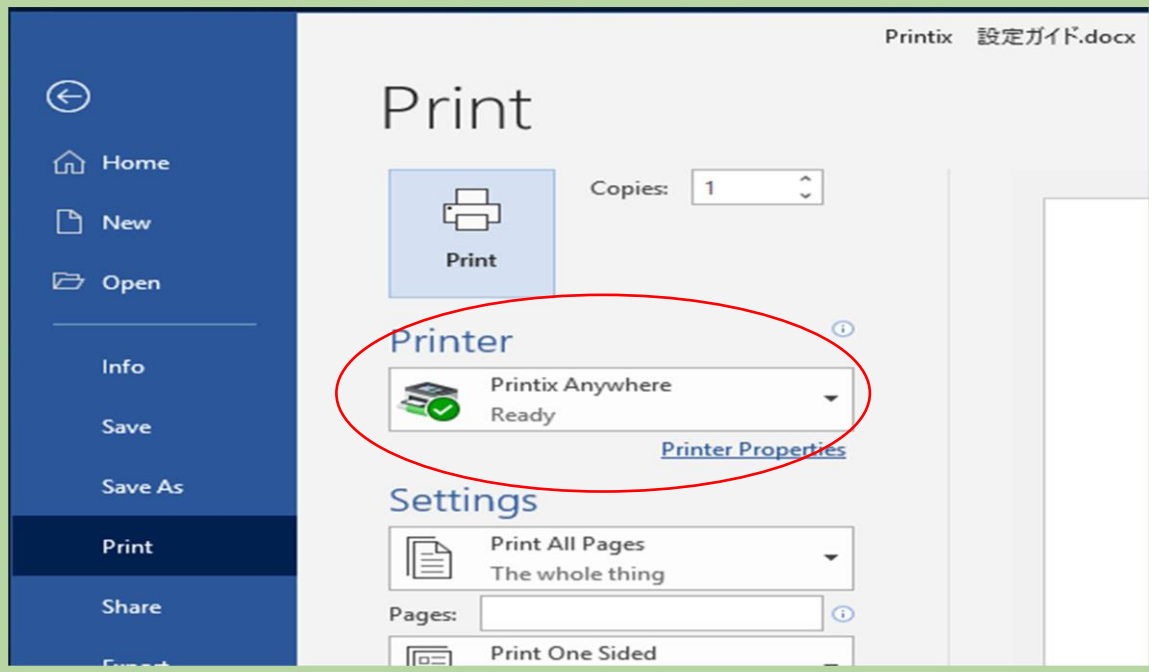 Printix 設定ガイド.docx
Print
Home
New
Open
Info
Save
Save As
Print
Share
Export
Print
Copies: 1
Printer
Printix Anywhere
Ready
Printer Properties
Settings
Print All Pages
The whole thing
Pages:
Print One Sided